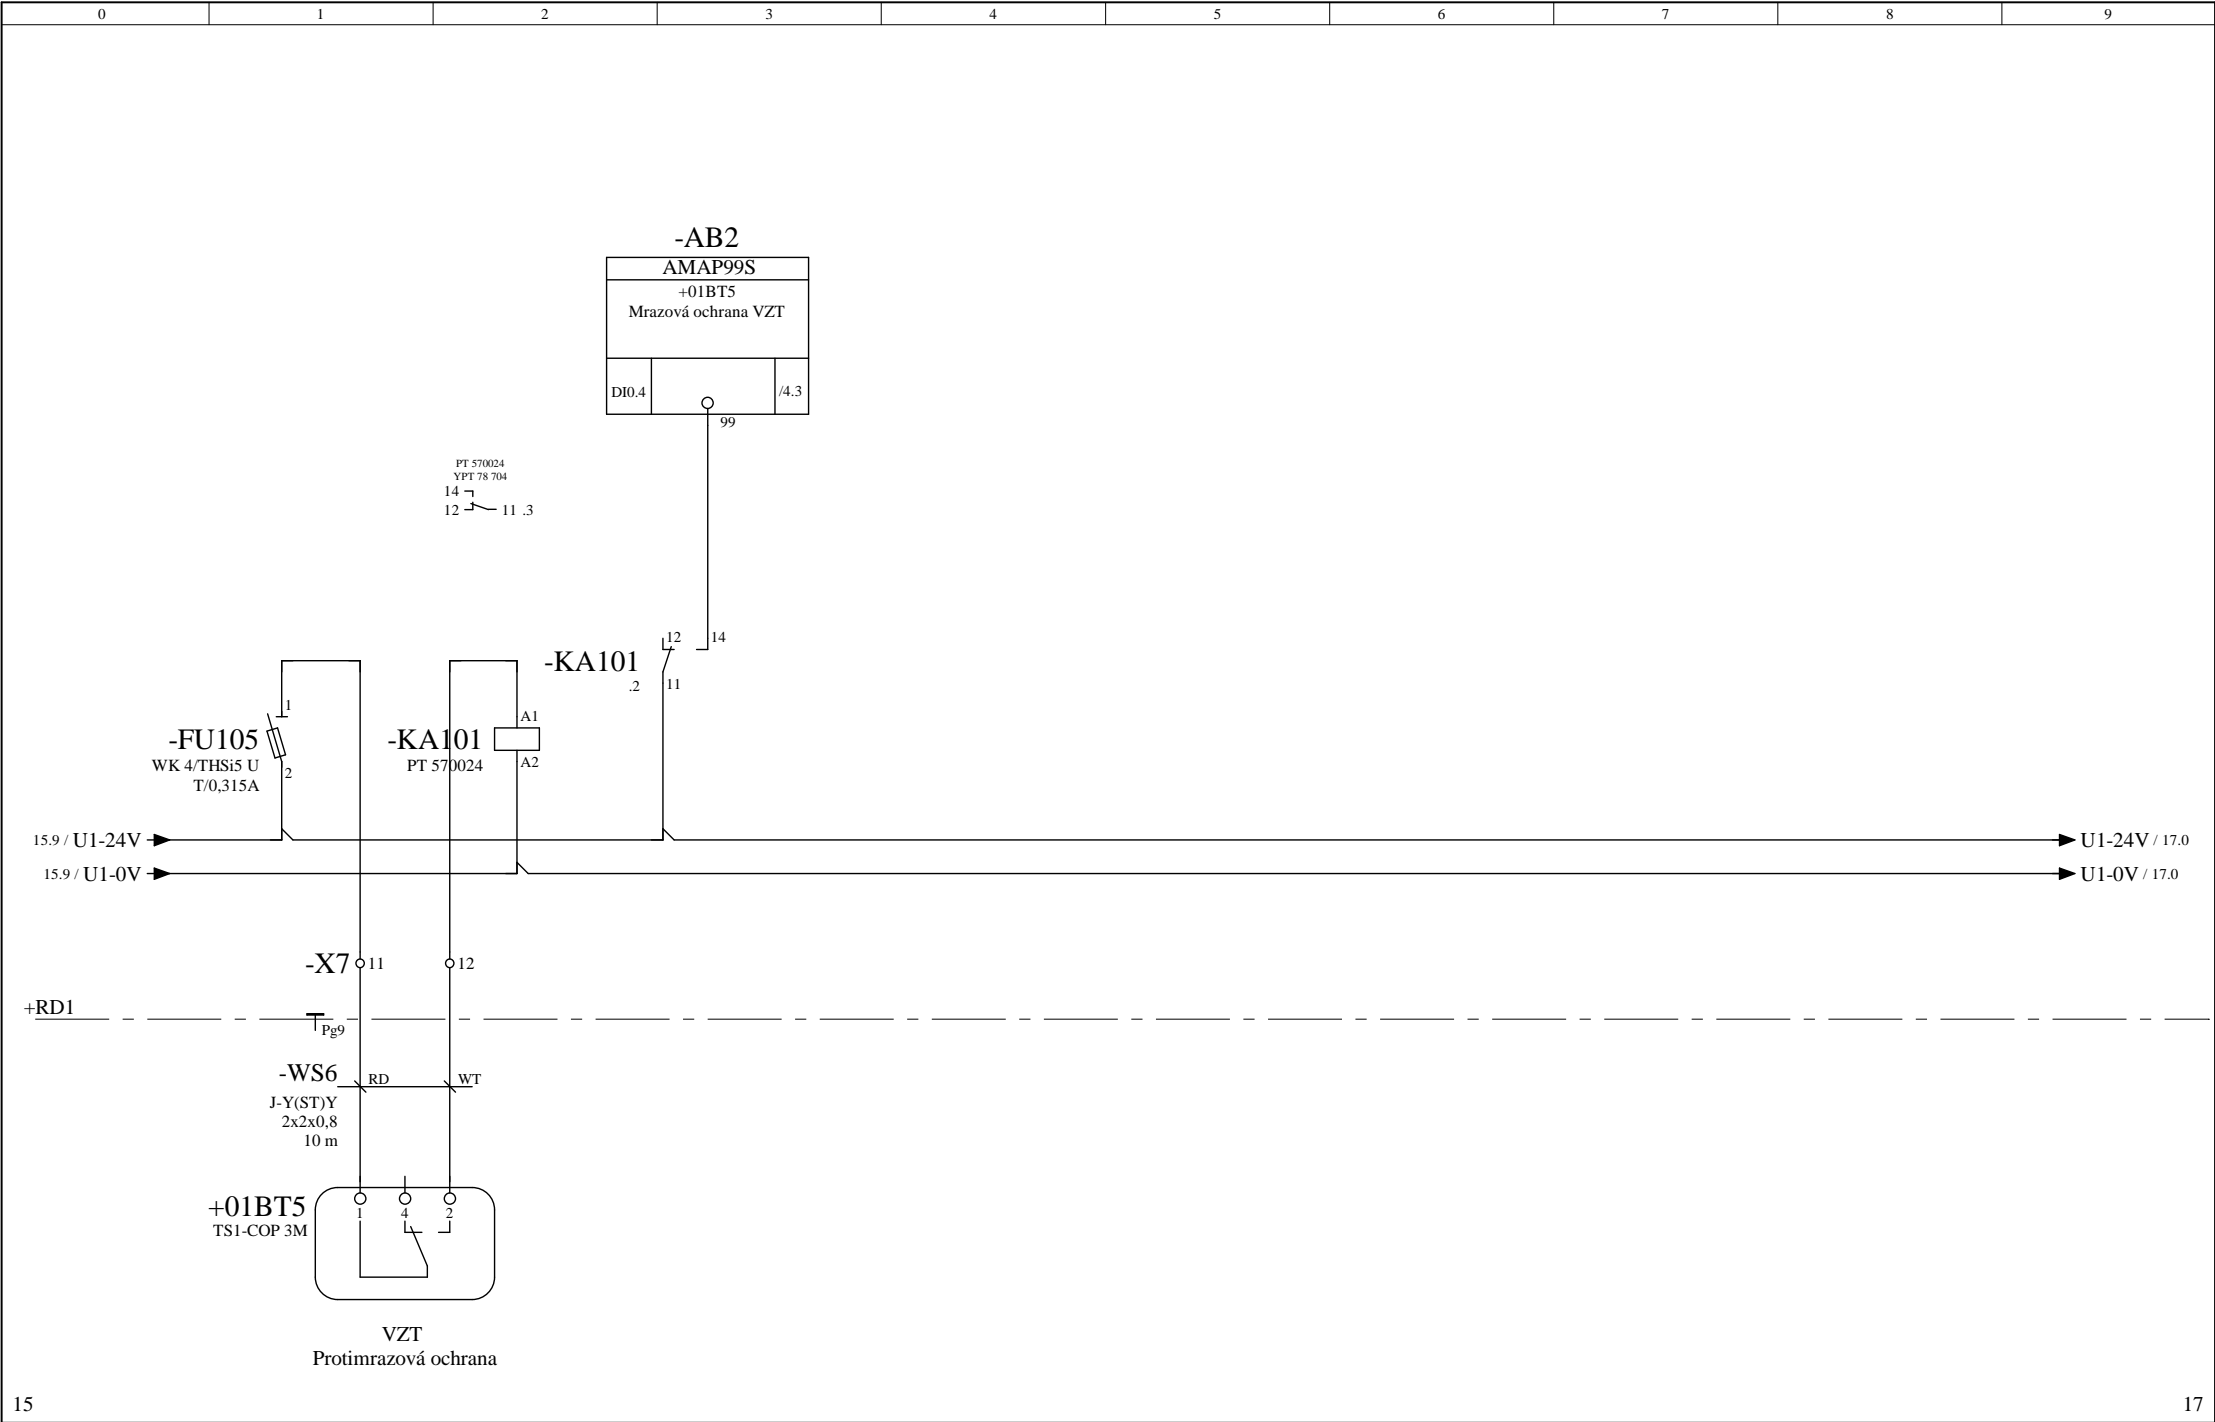 0 1 2 3 4 5 6 7 8 9
-AB2
AMAP99S
+01BT5
Mrazová ochrana VZT
DI0.4 /4.3
99
PT 570024
YPT 78 704
14
12 11 .3
12 14
-KA101
.2 11
1
-FU105
WK 4/THSi5 U
T/0,315A
2
A1
-KA101
PT 570024
A2
15.9 / U1-24V U1-24V / 17.0
15.9 / U1-0V U1-0V / 17.0
-X7 11 12
+RD1
Pg9
-WS6 RD WT
J-Y(ST)Y
2x2x0,8
10 m
+01BT5
TS1-COP 3M
1 4 2
VZT
Protimrazová ochrana
15 17